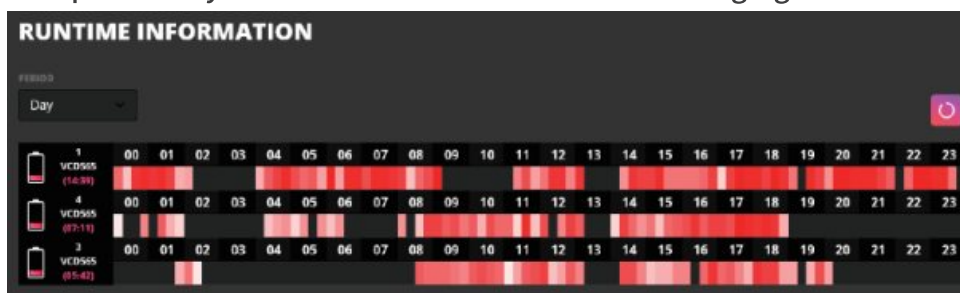 RUNTIME INFORMATION
PERIOD
Day
1
VCD565
(14:39)
00 01 02 03 04 05 06 07 08 09 10 11 12 13 14 15 16 17 18 19 20 21 22 23
4
VCD565
(07:11)
00 01 02 03 04 05 06 07 08 09 10 11 12 13 14 15 16 17 18 19 20 21 22 23
3
VCD565
(05:42)
00 01 02 03 04 05 06 07 08 09 10 11 12 13 14 15 16 17 18 19 20 21 22 23